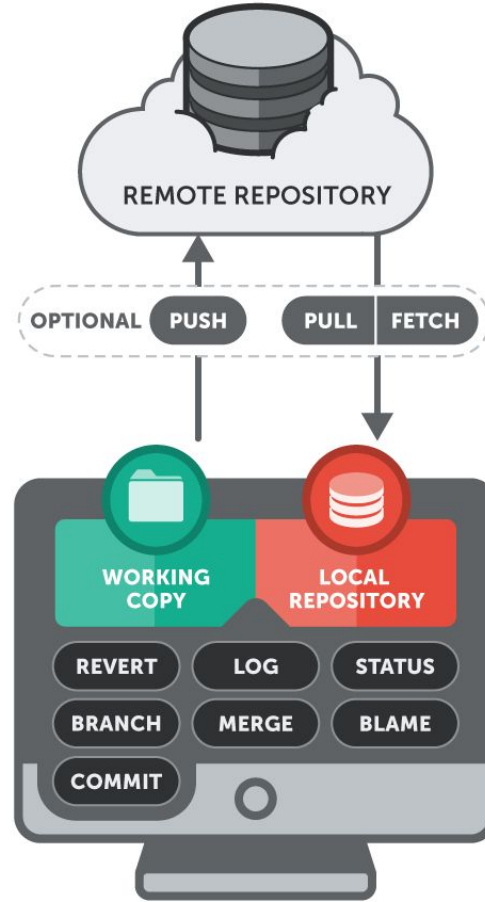 REMOTE REPOSITORY
OPTIONAL PUSH PULL FETCH
WORKING
COPY
LOCAL
REPOSITORY
REVERT LOG STATUS
BRANCH MERGE BLAME
COMMIT